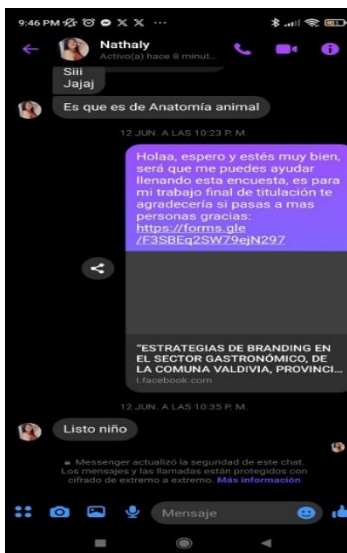 9:46 PM
Nathaly
Activo(a) hace 8 minut...
Siii
Jajaj
Es que es de Anatomía animal
12 JUN. A LAS 10:23 P. M.
Holaa, espero y estés muy bien,
será que me puedes ayudar
llenando esta encuesta, es para
mi trabajo final de titulación te
agradecería si pasas a mas
personas gracias:
https://forms.gle
/F3SBEq2SW79ejN297
"ESTRATEGIAS DE BRANDING EN
EL SECTOR GASTRONÓMICO, DE
LA COMUNA VALDIVIA, PROVINCI...
l.facebook.com
12 JUN. A LAS 10:35 P. M.
Listo niño
Messenger actualizó la seguridad de este chat.
Los mensajes y las llamadas están protegidos con
cifrado de extremo a extremo. Más información
Mensaje